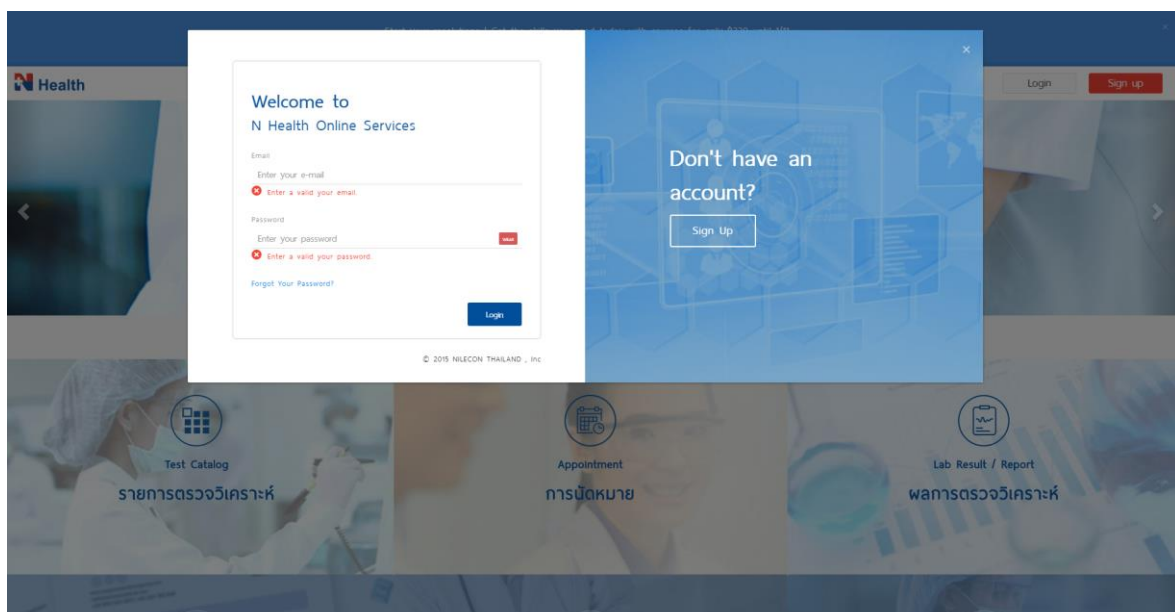 N Health
Login
Sign up
Welcome to
N Health Online Services
Email
Enter your e-mail
Enter a valid your email.
Password
Enter your password
Enter a valid your password.
Forgot Your Password?
Login
© 2015 NILECON THAILAND , Inc
Don't have an
account?
Sign Up
Test Catalog
รายการตรวจวิเคราะห์
Appointment
การนัดหมาย
Lab Result / Report
ผลการตรวจวิเคราะห์